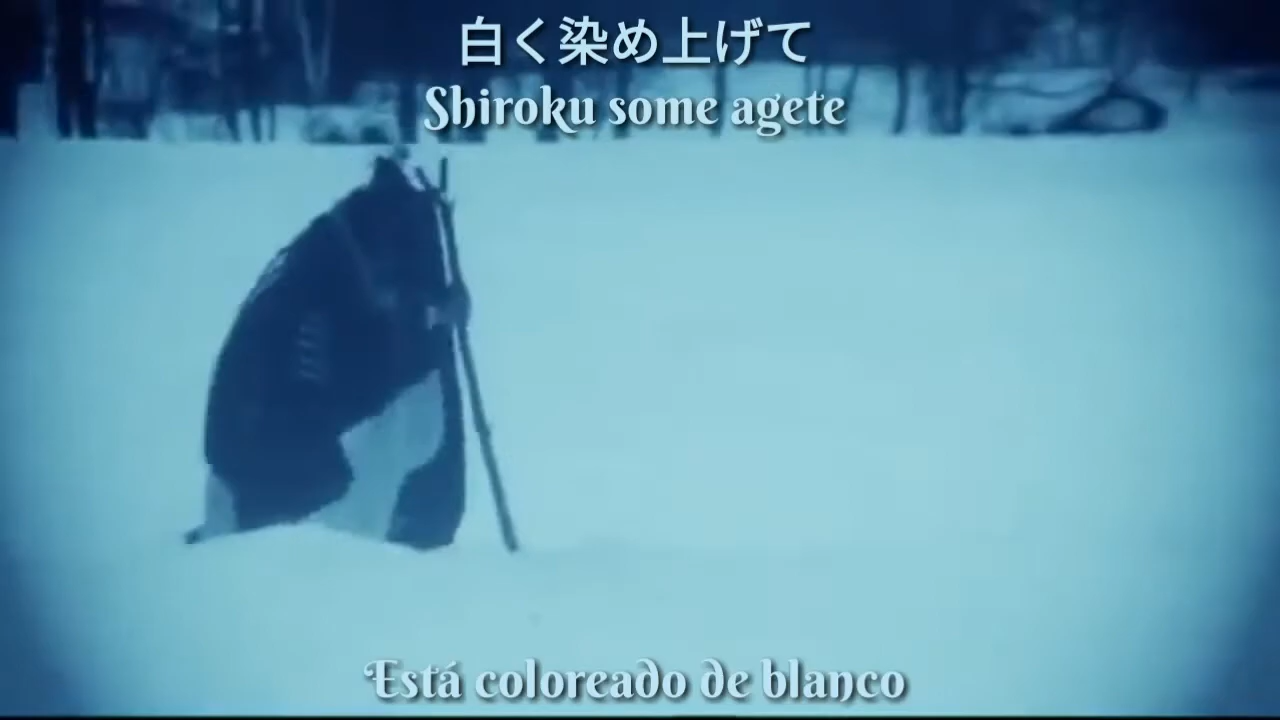 白く染め上げて
Shiroku some agete
Está coloreado de blanco